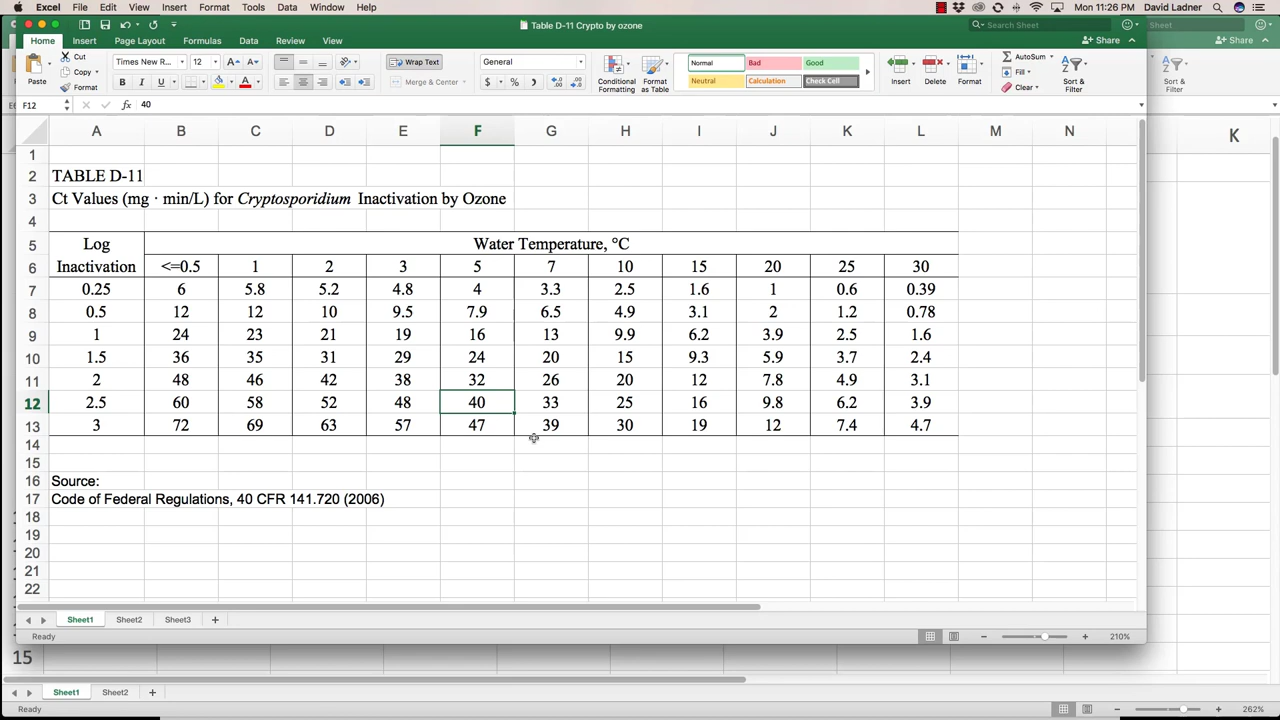 Excel File Edit View Insert Format Tools Data Window Help Mon 11:26 PM David Ladner
Table D-11 Crypto by ozone Search Sheet Sheet
Home Insert Page Layout Formulas Data Review View Share Share
Cut Copy Format Paste
Times New R... 12 Wrap Text General Normal Bad Good AutoSum
Merge & Center Conditional Formatting Format as Table Neutral Calculation Check Cell Insert Delete Format Fill Clear Sort & Filter Sort & Filter
F12 fx 40
A B C D E F G H I J K L M N K
1
2 TABLE D-11
3 Ct Values (mg · min/L) for Cryptosporidium Inactivation by Ozone
4
5 Log Water Temperature, °C
6 Inactivation <=0.5 1 2 3 5 7 10 15 20 25 30
7 0.25 6 5.8 5.2 4.8 4 3.3 2.5 1.6 1 0.6 0.39
8 0.5 12 12 10 9.5 7.9 6.5 4.9 3.1 2 1.2 0.78
9 1 24 23 21 19 16 13 9.9 6.2 3.9 2.5 1.6
10 1.5 36 35 31 29 24 20 15 9.3 5.9 3.7 2.4
11 2 48 46 42 38 32 26 20 12 7.8 4.9 3.1
12 2.5 60 58 52 48 40 33 25 16 9.8 6.2 3.9
13 3 72 69 63 57 47 39 30 19 12 7.4 4.7
14
15
16 Source:
17 Code of Federal Regulations, 40 CFR 141.720 (2006)
18
19
20
21
22
Sheet1 Sheet2 Sheet3 +
Ready 210%
15
Sheet1 Sheet2 +
Ready 262%